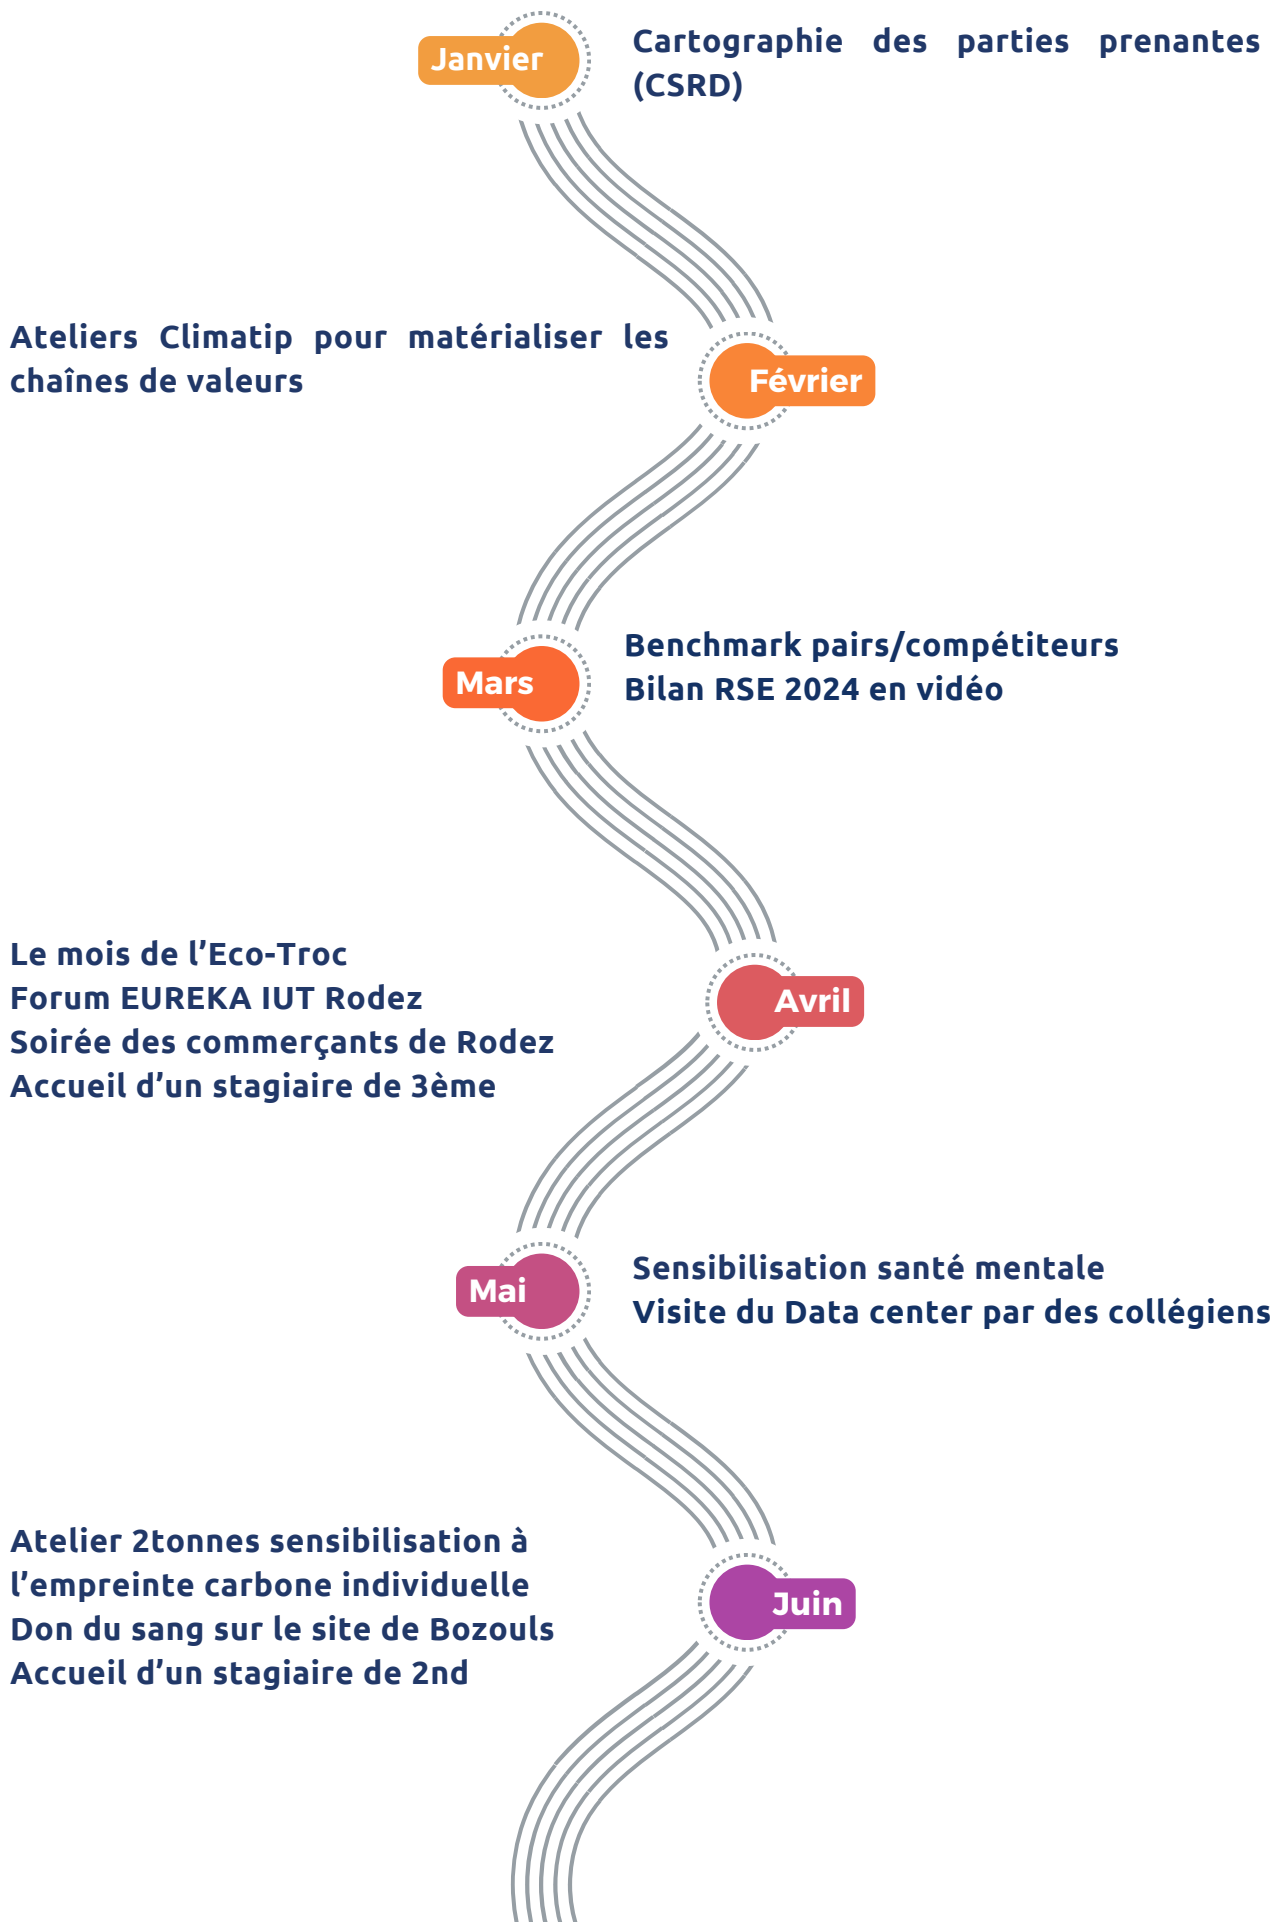 Janvier
Cartographie des parties prenantes
(CSRD)
Ateliers Climatip pour matérialiser les
chaînes de valeurs
Février
Mars
Benchmark pairs/compétiteurs
Bilan RSE 2024 en vidéo
Le mois de l’Eco-Troc
Forum EUREKA IUT Rodez
Soirée des commerçants de Rodez
Accueil d’un stagiaire de 3ème
Avril
Mai
Sensibilisation santé mentale
Visite du Data center par des collégiens
Atelier 2tonnes sensibilisation à
l’empreinte carbone individuelle
Don du sang sur le site de Bozouls
Accueil d’un stagiaire de 2nd
Juin